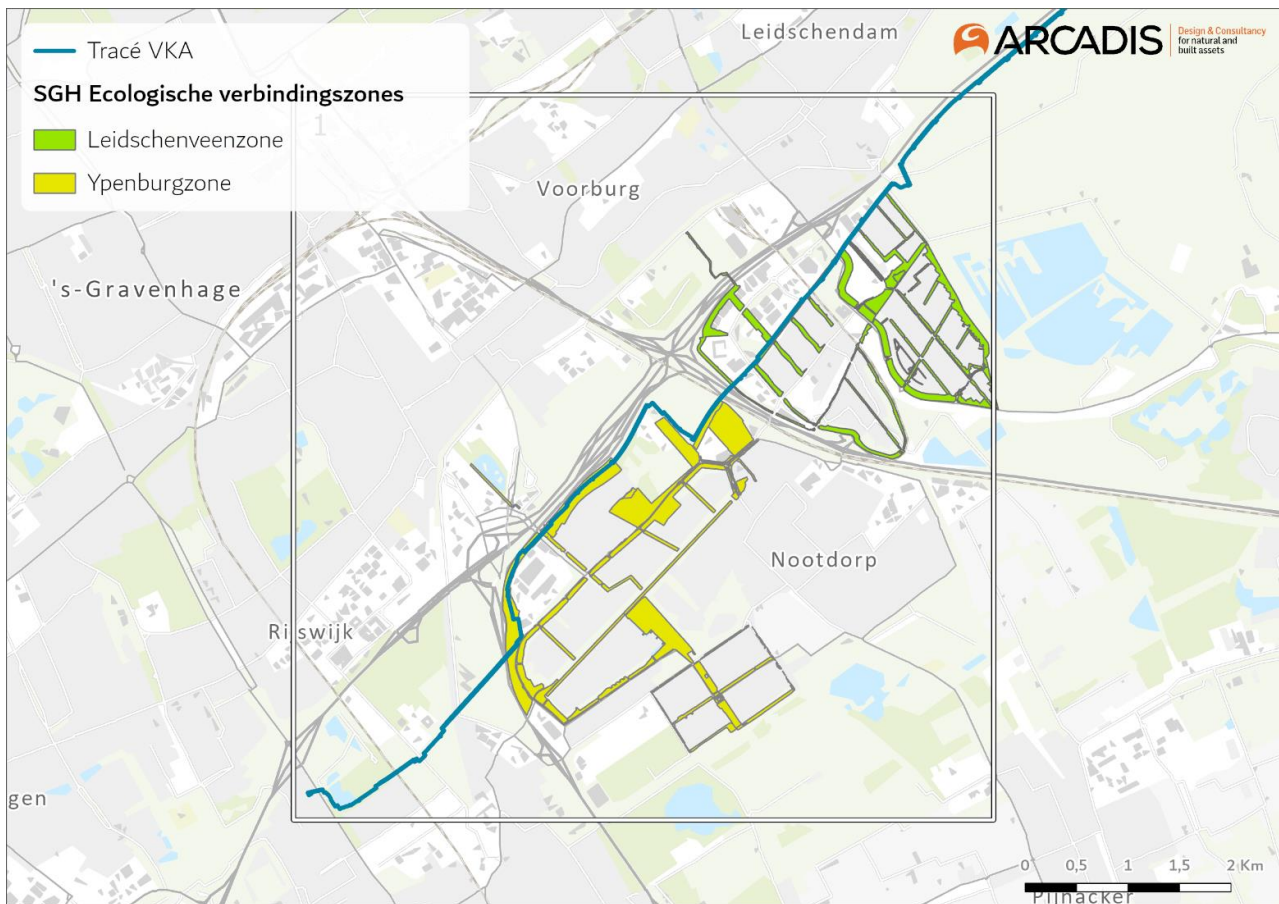 Tracé VKA
SGH Ecologische verbindingszones
1
Leidschenveenzone
Ypenburgzone
Leidschendam
ARCADIS
Design & Consultancy
for natural and
built assets
Voorburg
's-Gravenhage
Nootdorp
Rijswijk
gen
0 0,5 1 1,5 2 Km
Pijnacker